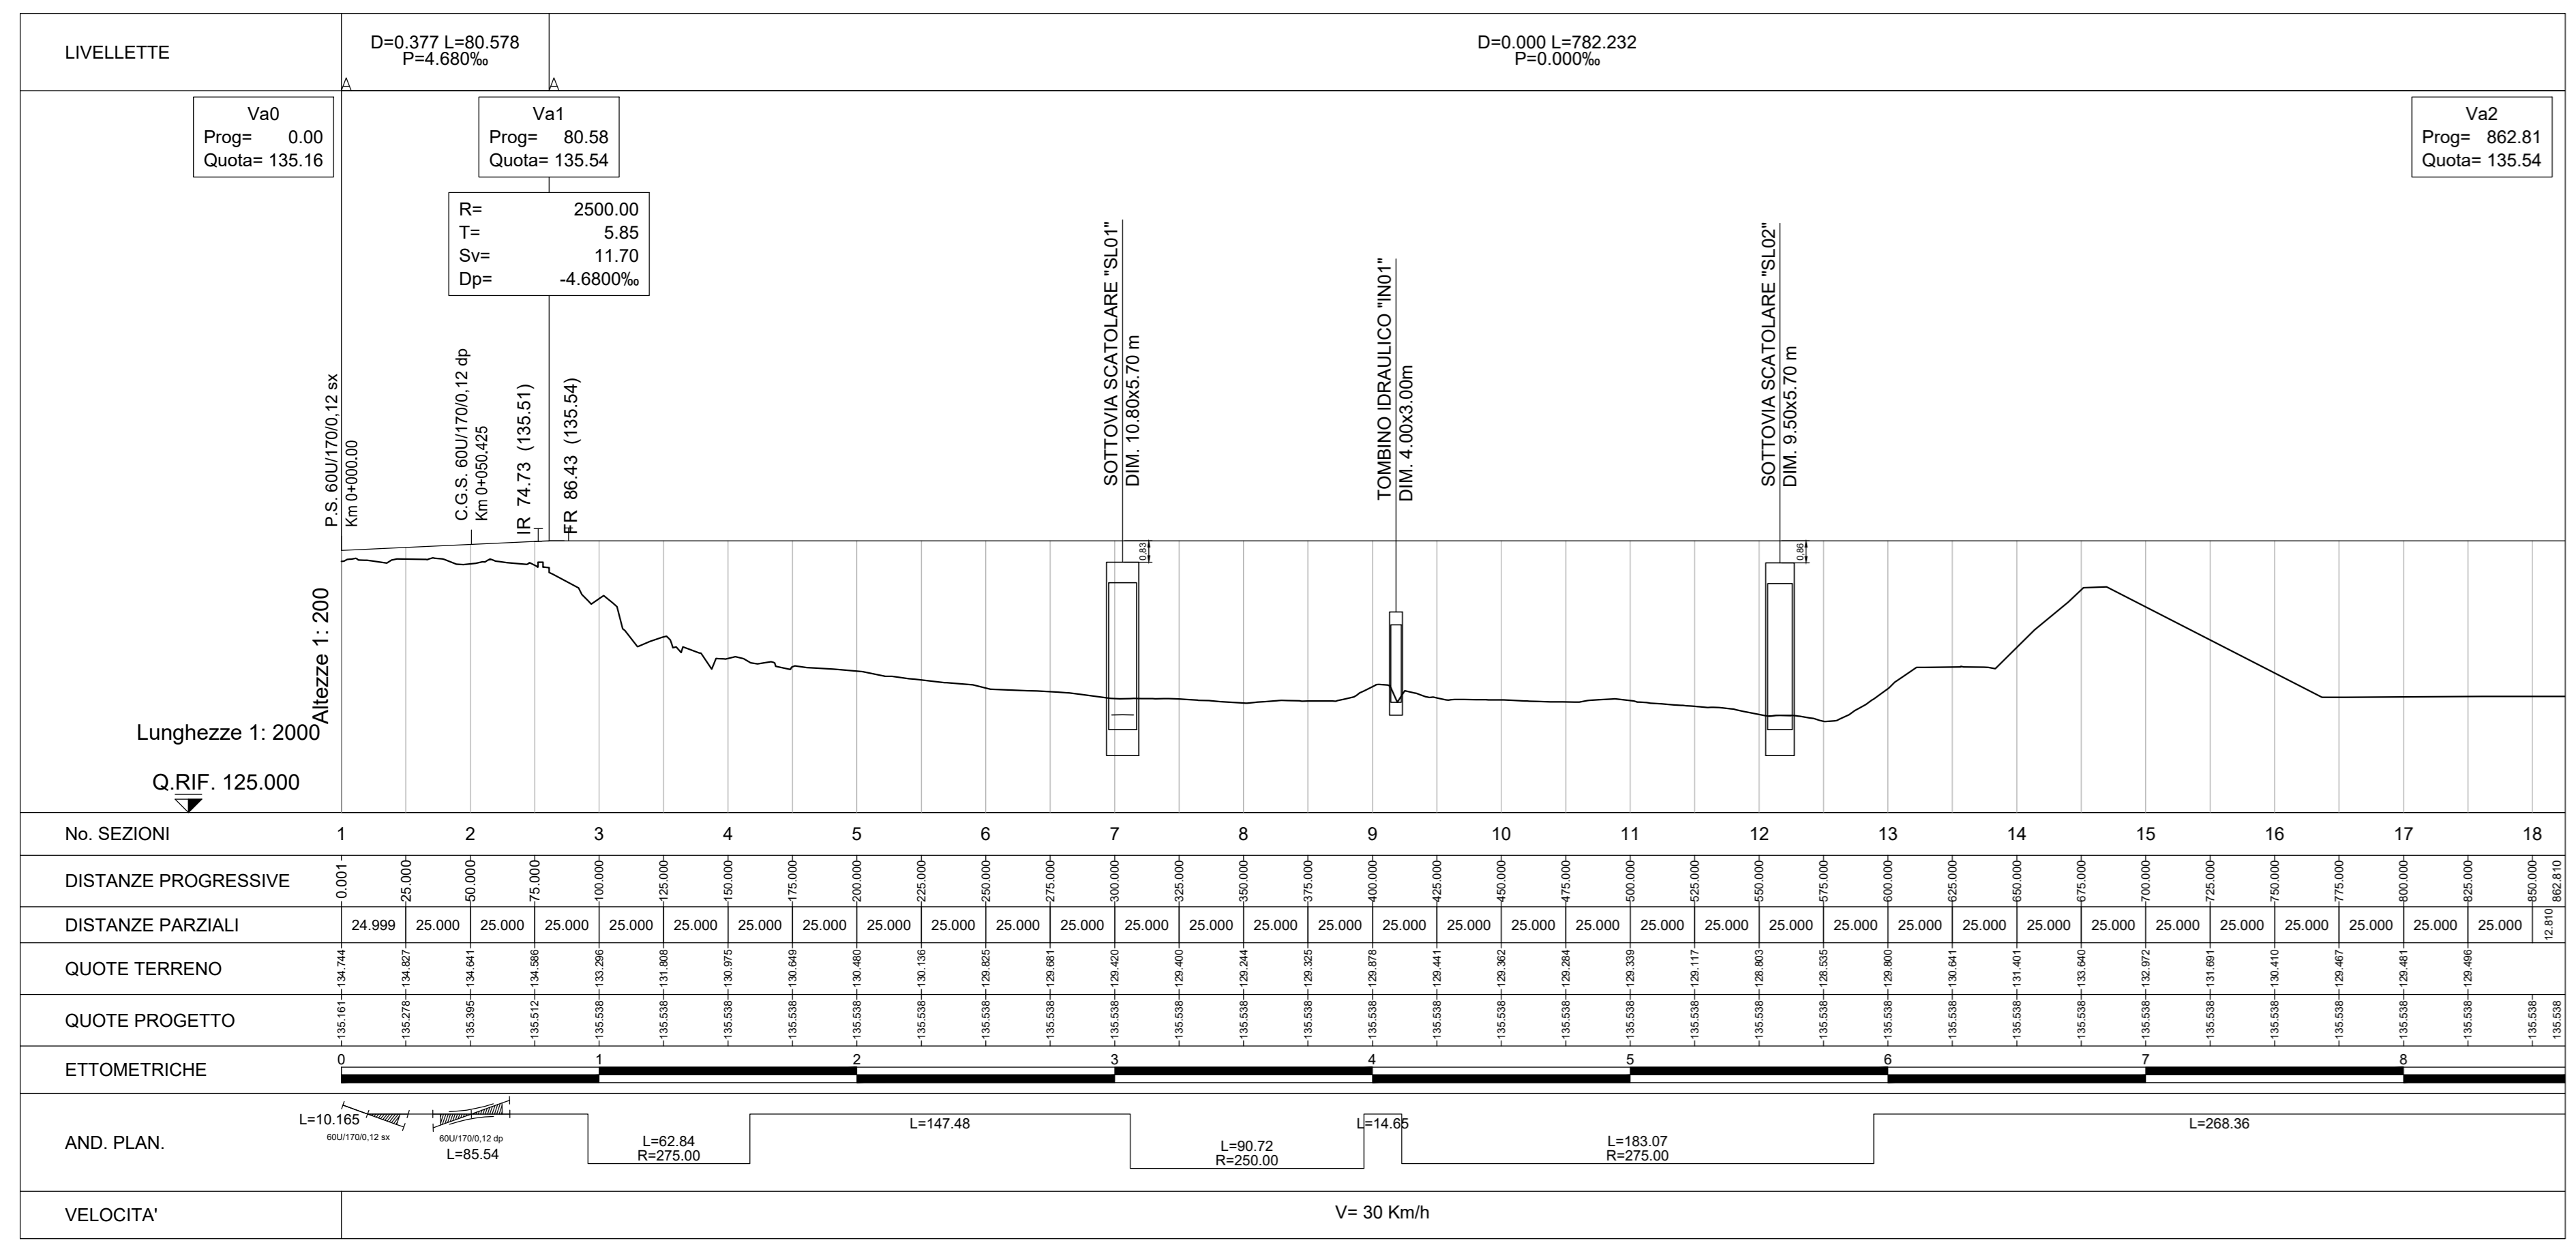 LIVELLETTE
D=0.377 L=80.578
P=4.680‰
D=0.000 L=782.232
P=0.000‰
Va0
Prog= 0.00
Quota= 135.16
Va1
Prog= 80.58
Quota= 135.54
Va2
Prog= 862.81
Quota= 135.54
R= 2500.00
T= 5.85
Sv= 11.70
Dp= -4.6800‰
P.S. 60U/170/0,12 sx
Km 0+000.00
C.G.S. 60U/170/0,12 dp
Km 0+050.425
IR 74.73 (135.51)
FR 86.43 (135.54)
SOTTOVIA SCATOLARE "SL01"
DIM. 10.80x5.70 m
0.83
TOMBINO IDRAULICO "IN01"
DIM. 4.00x3.00m
SOTTOVIA SCATOLARE "SL02"
DIM. 9.50x5.70 m
0.86
Altezze 1: 200
Lunghezze 1: 2000
Q.RIF. 125.000
No. SEZIONI 1 2 3 4 5 6 7 8 9 10 11 12 13 14 15 16 17 18
DISTANZE PROGRESSIVE 0.001 25.000 50.000 75.000 100.000 125.000 150.000 175.000 200.000 225.000 250.000 275.000 300.000 325.000 350.000 375.000 400.000 425.000 450.000 475.000 500.000 525.000 550.000 575.000 600.000 625.000 650.000 675.000 700.000 725.000 750.000 775.000 800.000 825.000 850.000 862.810
DISTANZE PARZIALI 24.999 25.000 25.000 25.000 25.000 25.000 25.000 25.000 25.000 25.000 25.000 25.000 25.000 25.000 25.000 25.000 25.000 25.000 25.000 25.000 25.000 25.000 25.000 25.000 25.000 25.000 25.000 25.000 25.000 25.000 25.000 25.000 25.000 25.000 12.810
QUOTE TERRENO 134.744 134.827 134.641 134.586 133.296 131.808 130.975 130.649 130.480 130.136 129.825 129.681 129.420 129.400 129.244 129.325 129.878 129.441 129.362 129.284 129.339 129.117 128.803 128.535 129.800 130.641 131.401 133.640 132.972 131.691 130.410 129.467 129.481 129.496
QUOTE PROGETTO 135.161 135.278 135.395 135.512 135.538 135.538 135.538 135.538 135.538 135.538 135.538 135.538 135.538 135.538 135.538 135.538 135.538 135.538 135.538 135.538 135.538 135.538 135.538 135.538 135.538 135.538 135.538 135.538 135.538 135.538 135.538 135.538 135.538 135.538 135.538 135.538
ETTOMETRICHE 0 1 2 3 4 5 6 7 8
AND. PLAN.
L=10.165
60U/170/0,12 sx
60U/170/0,12 dp
L=85.54
L=62.84
R=275.00
L=147.48
L=90.72
R=250.00
L=14.65
L=183.07
R=275.00
L=268.36
VELOCITA' V= 30 Km/h